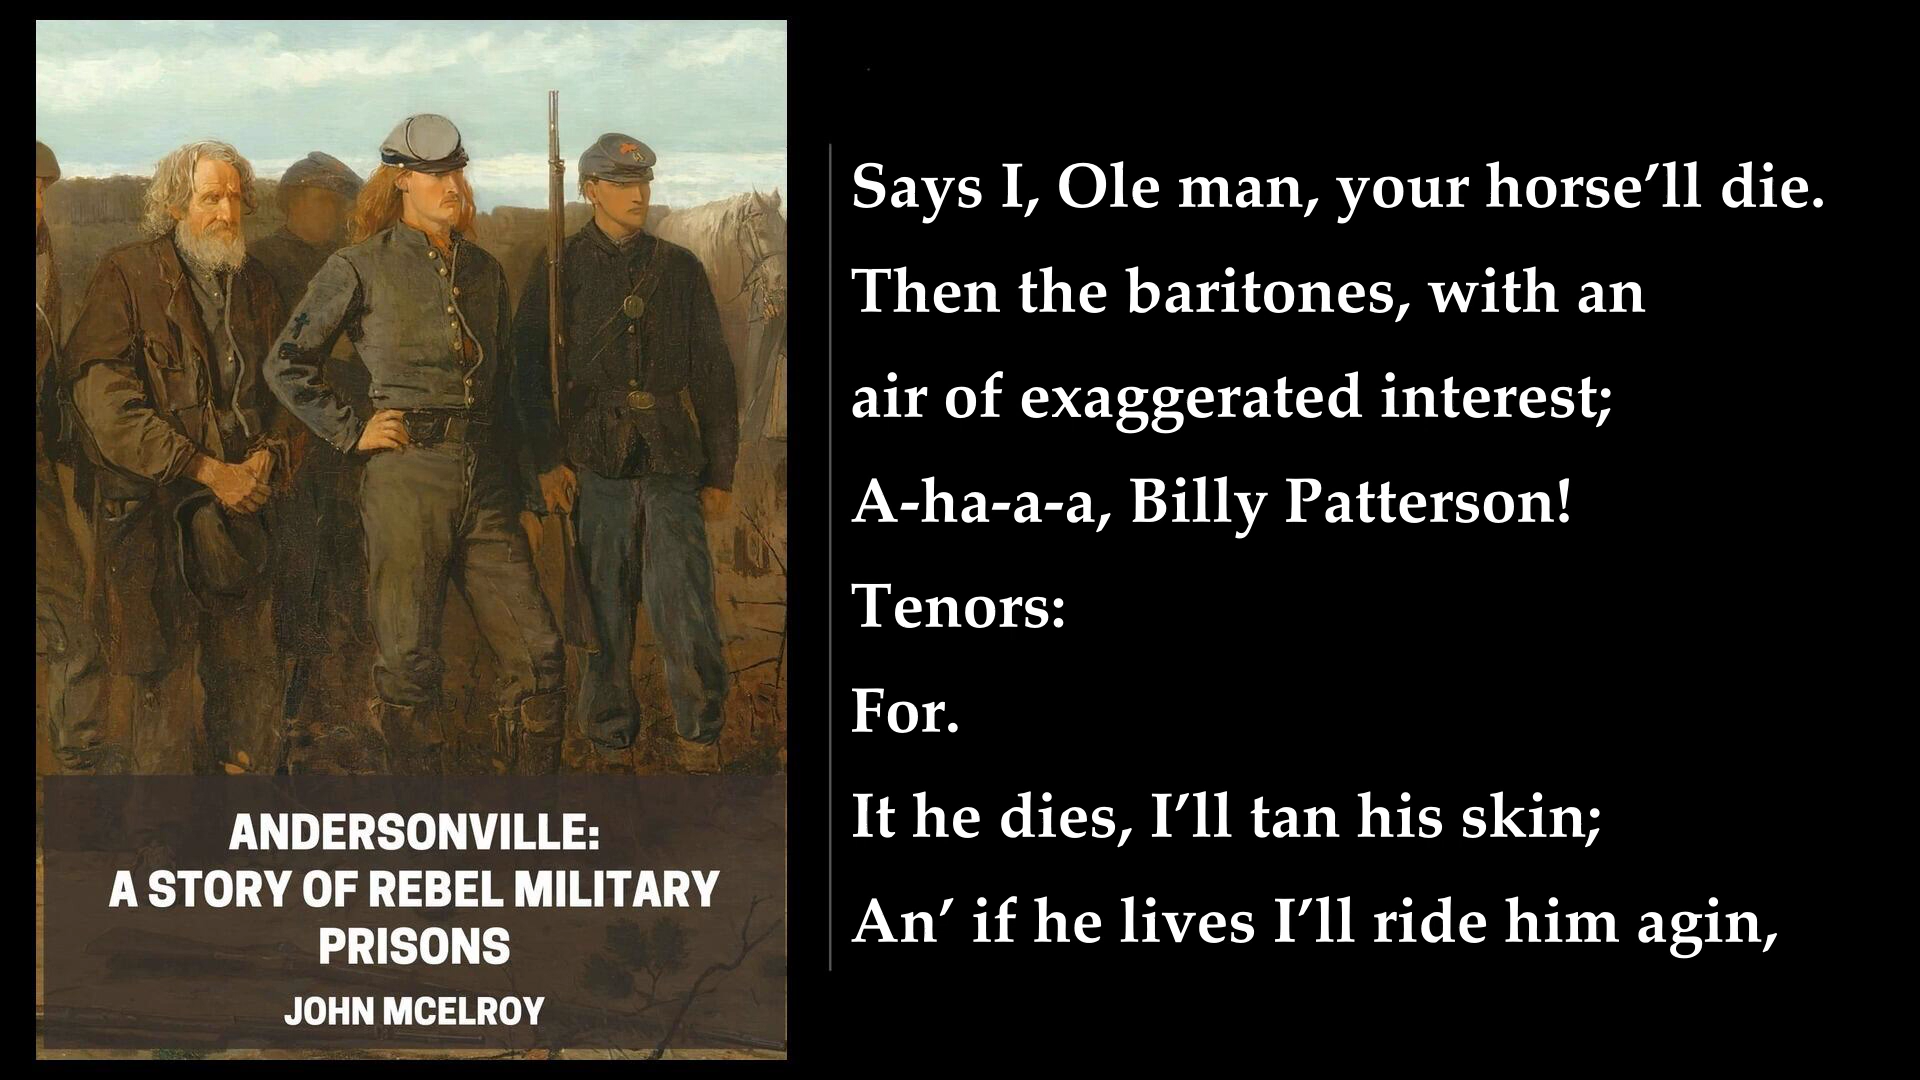 ANDERSONVILLE:
A STORY OF REBEL MILITARY
PRISONS
JOHN MCELROY
Says I, Ole man, your horse’ll die.
Then the baritones, with an
air of exaggerated interest;
A-ha-a-a, Billy Patterson!
Tenors:
For.
It he dies, I’ll tan his skin;
An’ if he lives I’ll ride him agin,